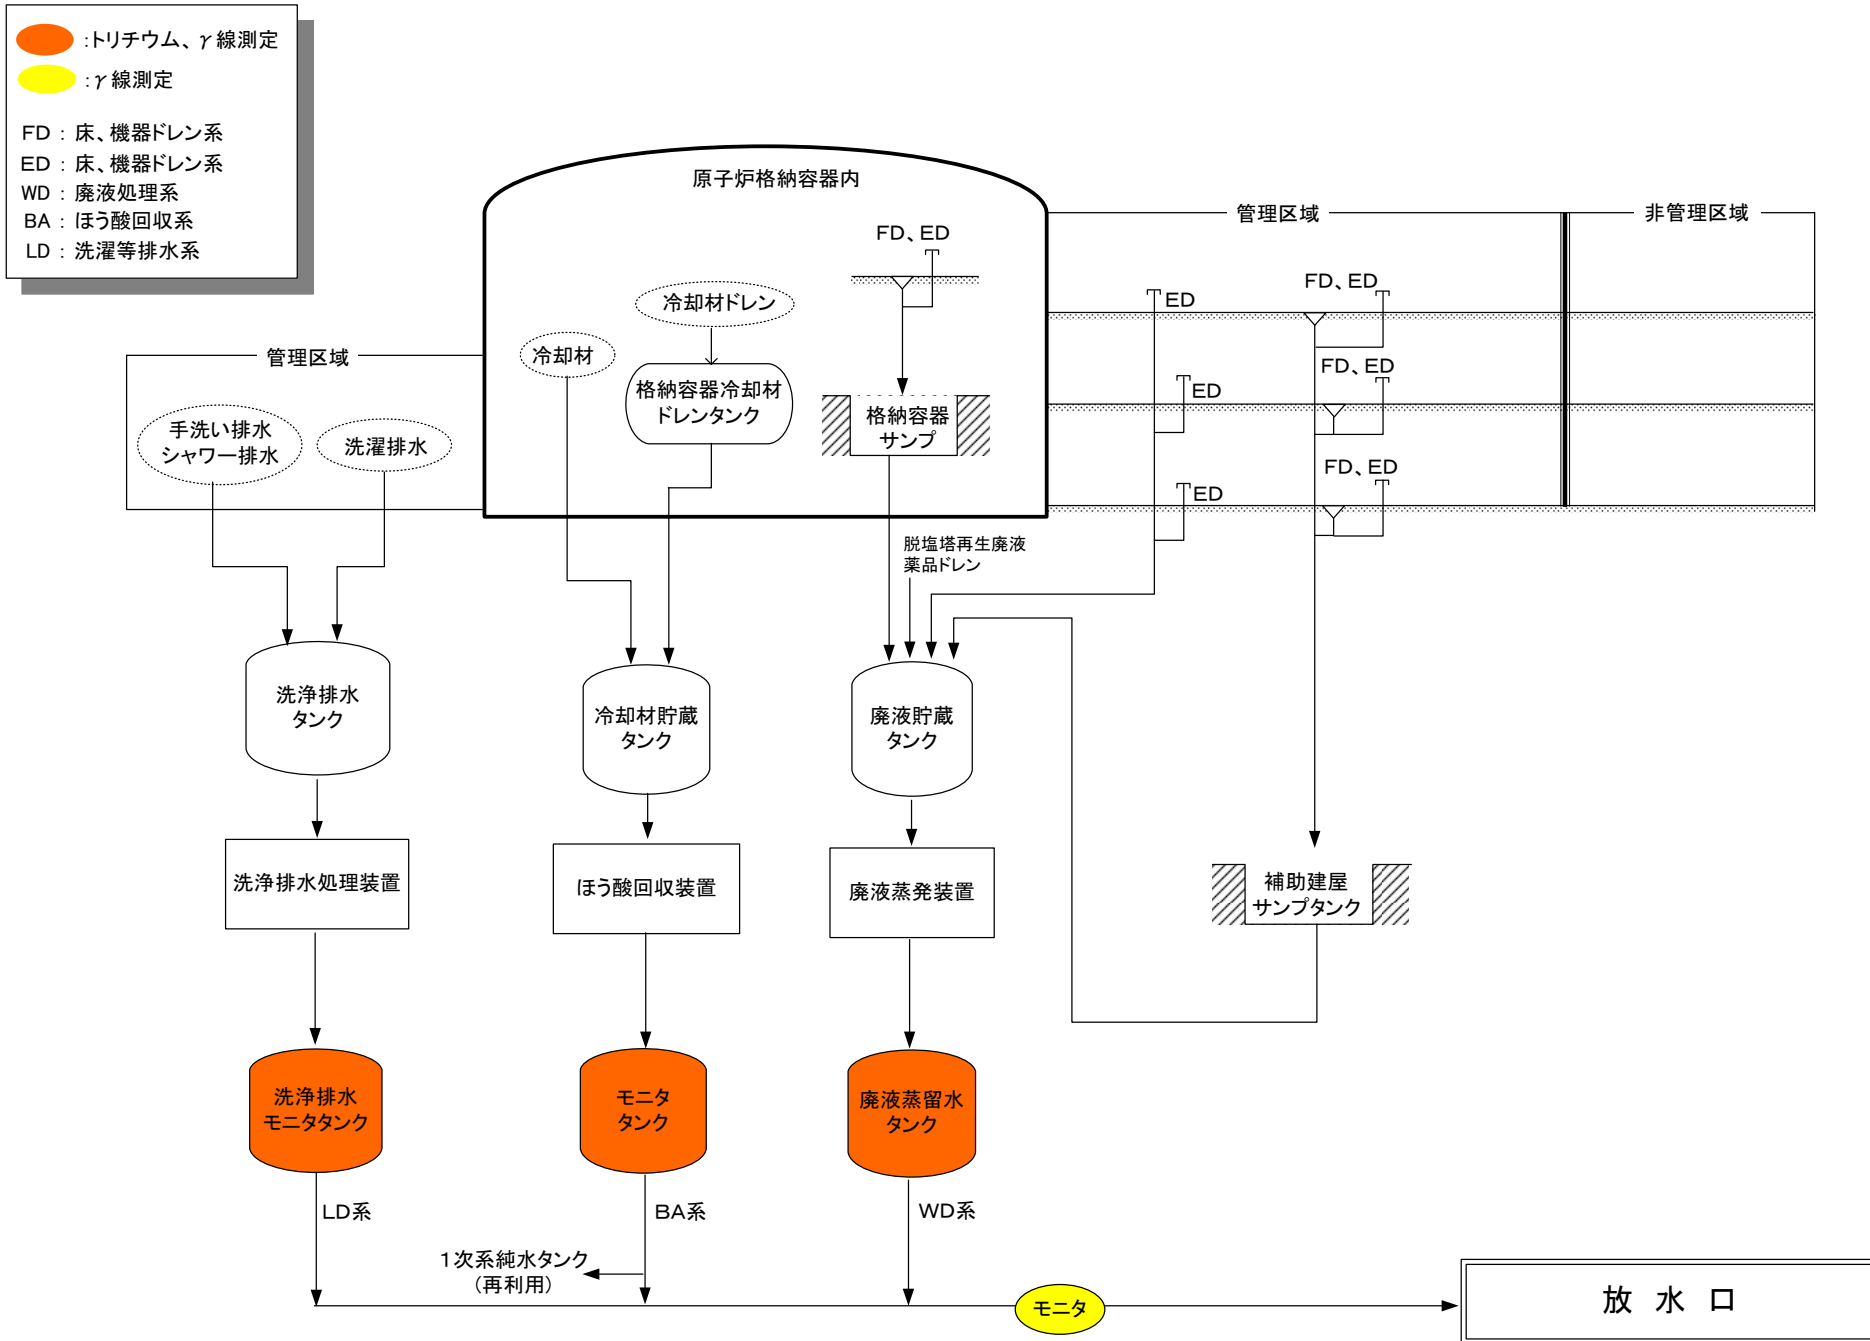 :トリチウム、γ線測定
:γ線測定
FD : 床、機器ドレン系
ED : 床、機器ドレン系
WD : 廃液処理系
BA : ほう酸回収系
LD : 洗濯等排水系
原子炉格納容器内
管理区域
非管理区域
FD、ED
冷却材ドレン
ED
FD、ED
冷却材
管理区域
格納容器冷却材
ドレンタンク
FD、ED
ED
格納容器
サンプ
手洗い排水
シャワー排水
洗濯排水
FD、ED
ED
脱塩塔再生廃液
薬品ドレン
洗浄排水
タンク
冷却材貯蔵
タンク
廃液貯蔵
タンク
洗浄排水処理装置
ほう酸回収装置
廃液蒸発装置
補助建屋
サンプタンク
洗浄排水
モニタタンク
モニタ
タンク
廃液蒸留水
タンク
LD系
BA系
WD系
1次系純水タンク
(再利用)
モニタ
放 水 口